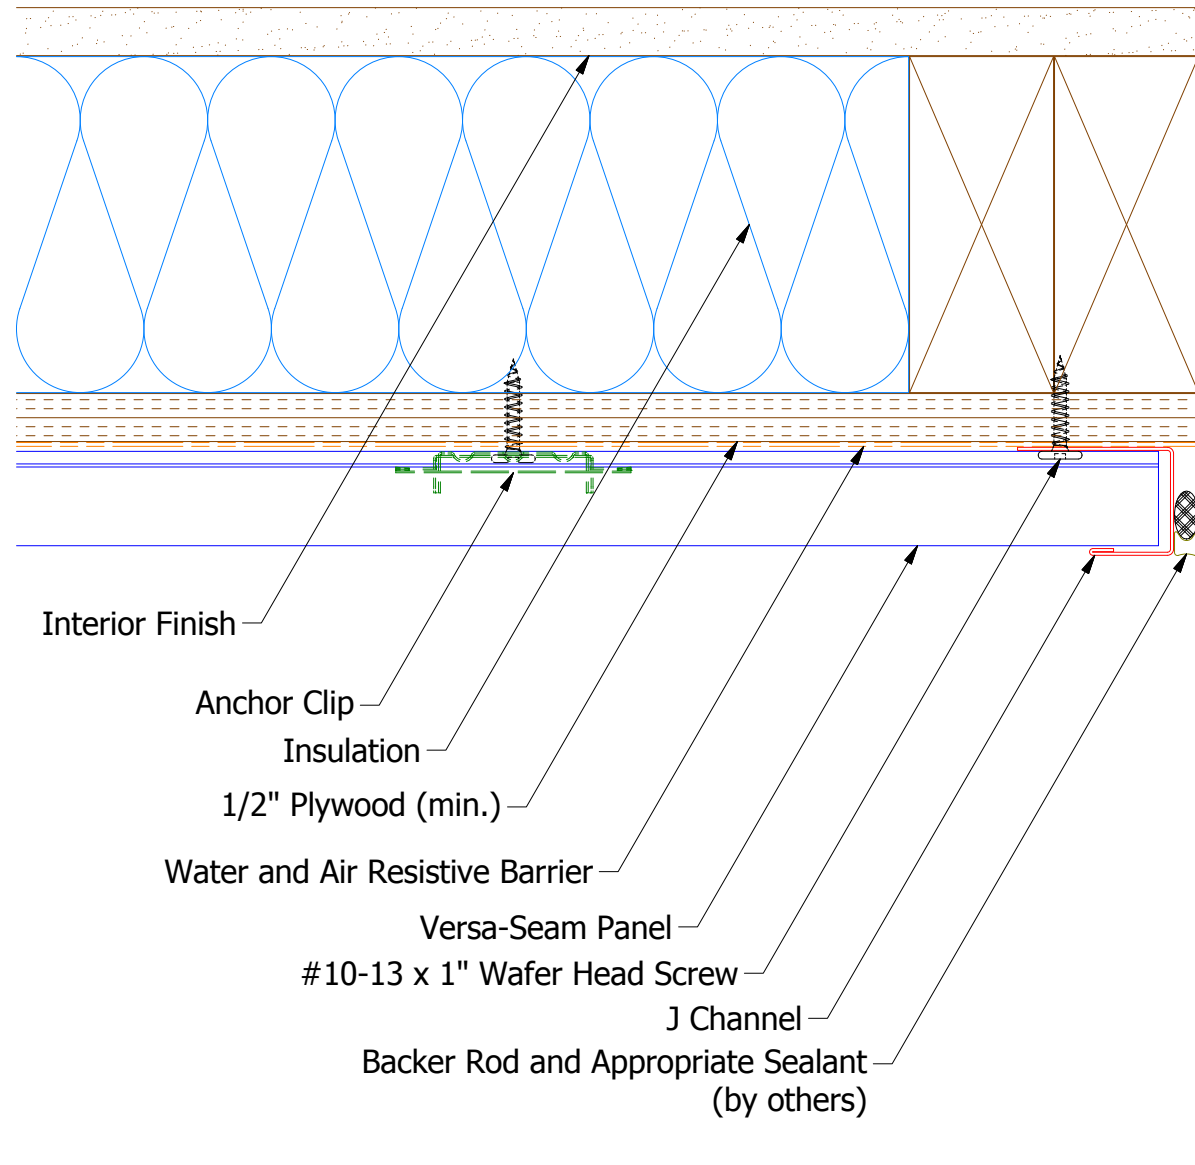 Interior Finish
Anchor Clip
Insulation
1/2" Plywood (min.)
Water and Air Resistive Barrier
Versa-Seam Panel
#10-13 x 1" Wafer Head Screw
J Channel
Backer Rod and Appropriate Sealant
(by others)